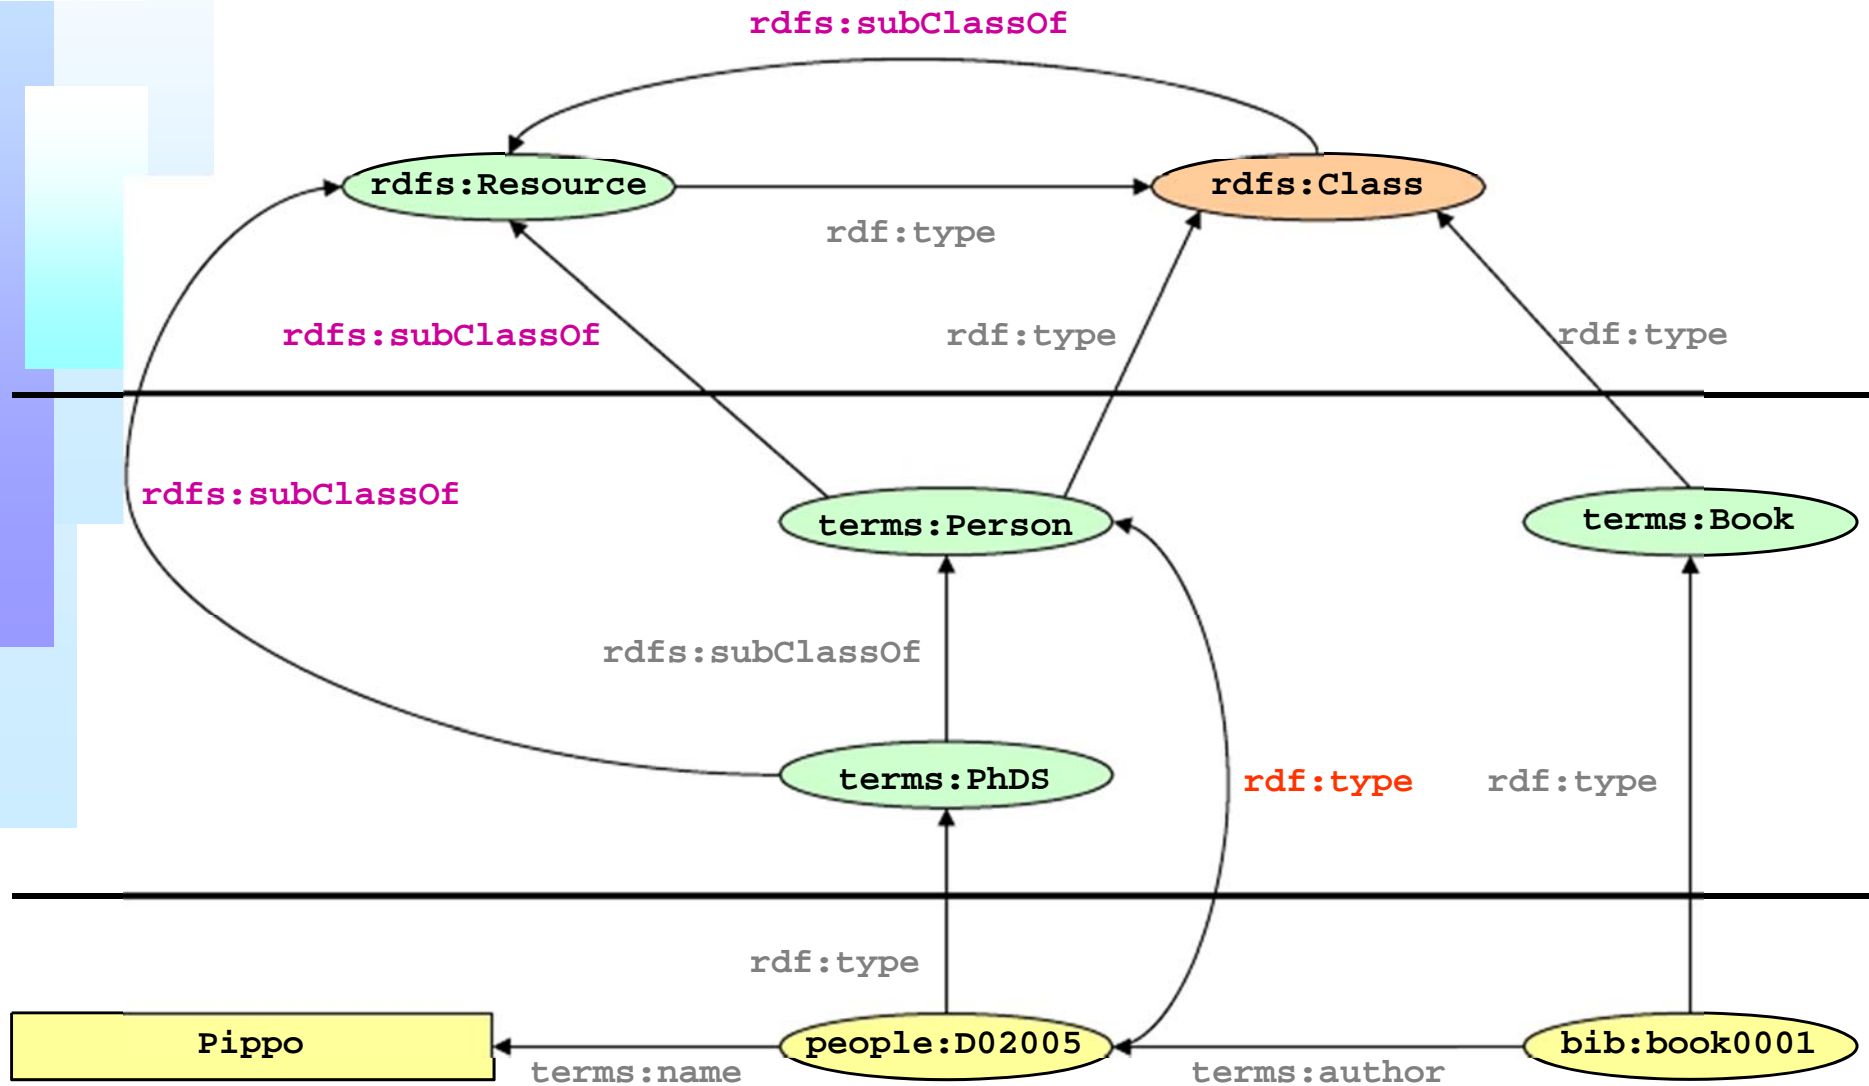 rdfs:subClassOf
rdfs:Resource
rdfs:Class
rdf:type
rdfs:subClassOf
rdf:type
rdf:type
rdfs:subClassOf
terms:Person
terms:Book
rdfs:subClassOf
terms:PhDS
rdf:type
rdf:type
rdf:type
Pippo
people:D02005
bib:book0001
terms:name
terms:author